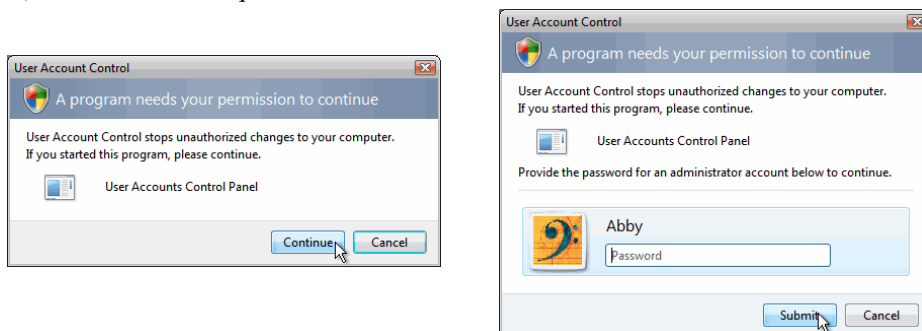 User Account Control
A program needs your permission to continue
User Account Control stops unauthorized changes to your computer.
If you started this program, please continue.
User Accounts Control Panel
Continue
Cancel
User Account Control
A program needs your permission to continue
User Account Control stops unauthorized changes to your computer.
If you started this program, please continue.
User Accounts Control Panel
Provide the password for an administrator account below to continue.
Abby
Password
Submit
Cancel